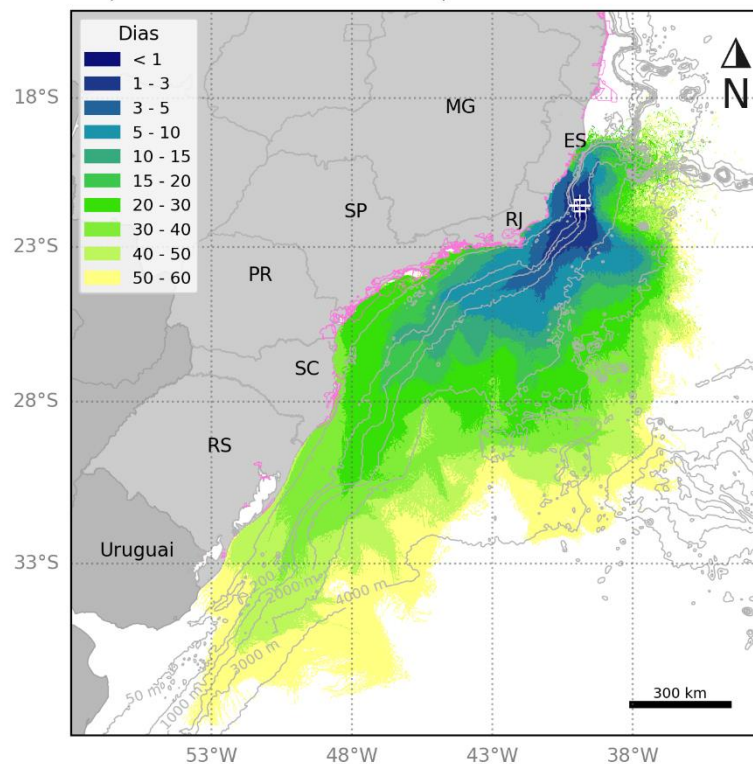 Dias
< 1
1 - 3
3 - 5
5 - 10
10 - 15
15 - 20
20 - 30
30 - 40
40 - 50
50 - 60
N
18°S
MG
ES
SP
RJ
23°S
PR
SC
28°S
RS
Uruguai
33°S
200
2000 m
4000 m
50 m
1000 m
3000 m
300 km
53°W
48°W
43°W
38°W